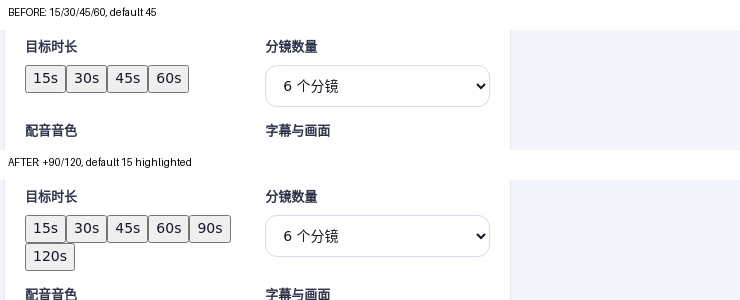 BEFORE: 15/30/45/60, default 45
目标时长
分镜数量
15s 30s 45s 60s
6 个分镜
配音音色
字幕与画面
AFTER: +90/120, default 15 highlighted
目标时长
分镜数量
15s 30s 45s 60s 90s
120s
6 个分镜
配音音色
字幕与画面